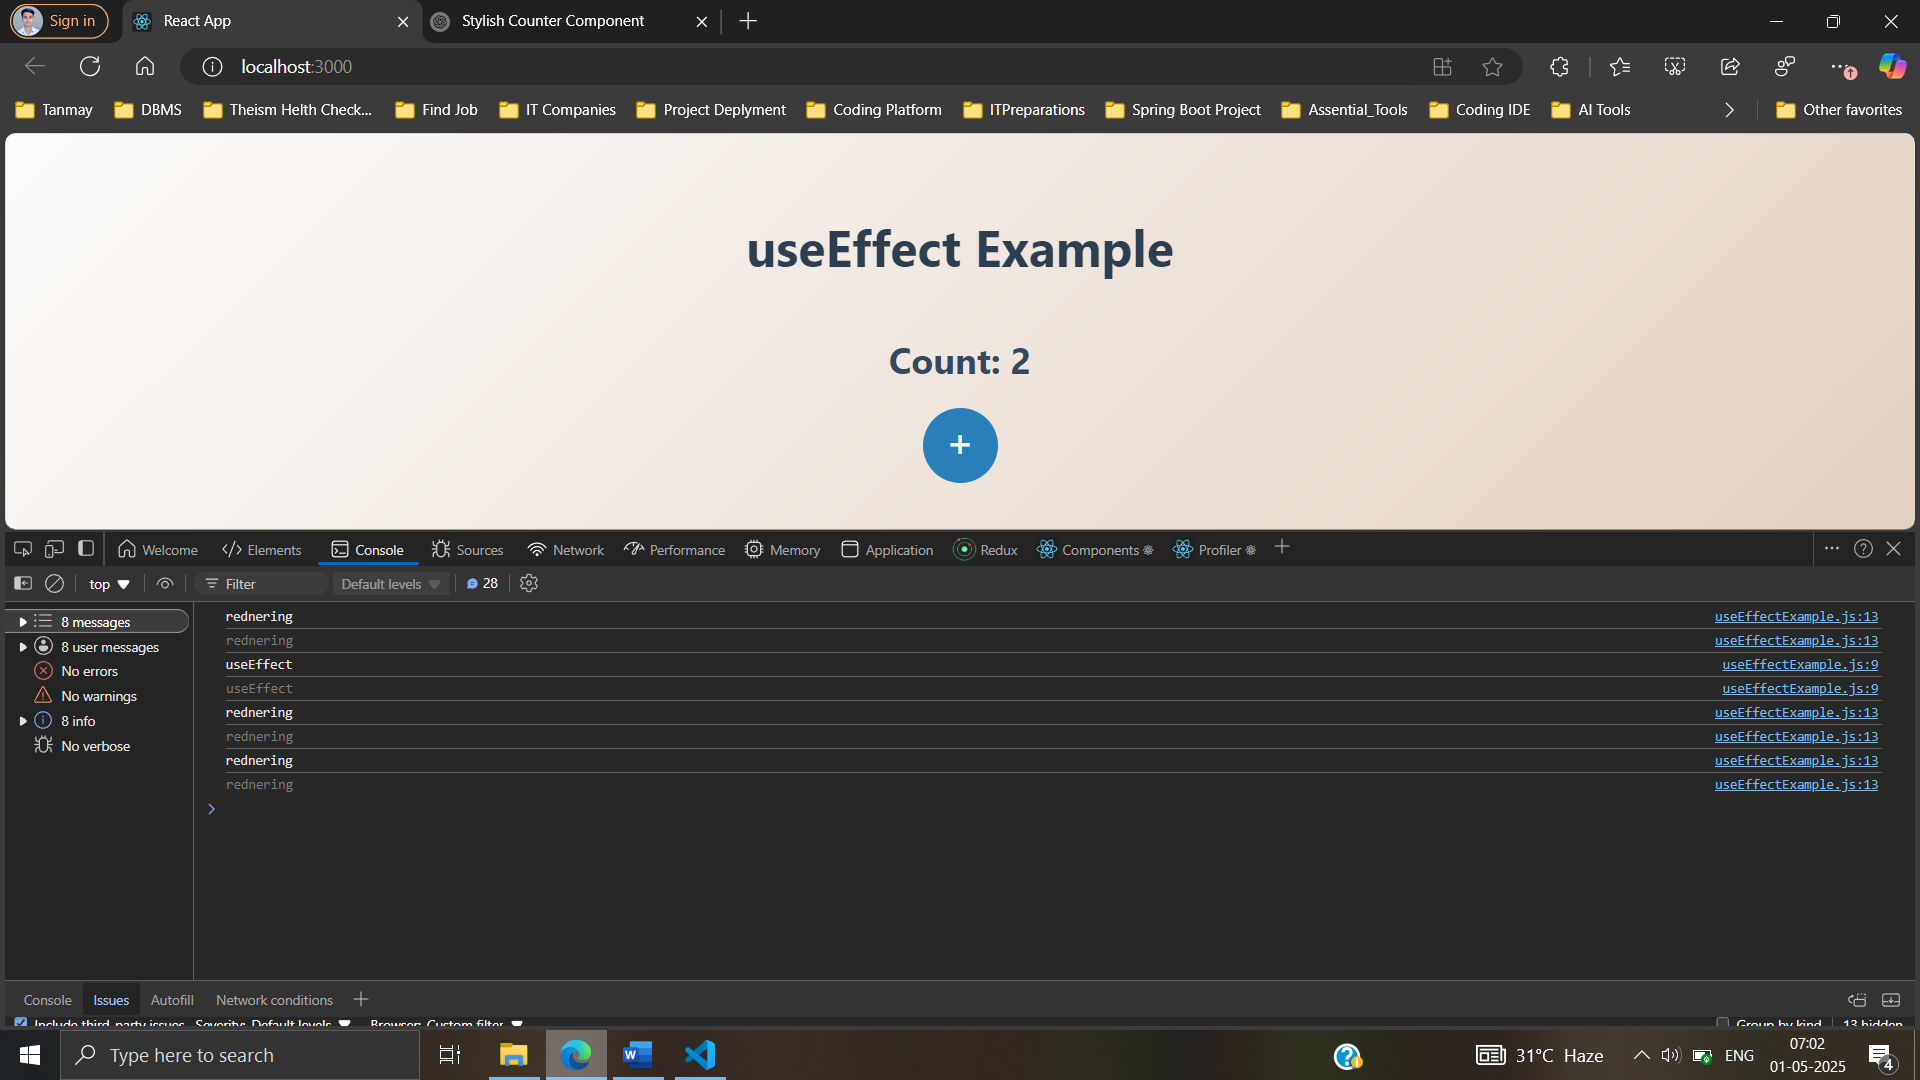 Sign in
React App
Stylish Counter Component
localhost:3000
Tanmay
DBMS
Theism Helth Check...
Find Job
IT Companies
Project Deplyment
Coding Platform
ITPreparations
Spring Boot Project
Assential_Tools
Coding IDE
AI Tools
Other favorites
useEffect Example
Count: 2
+
Welcome
Elements
Console
Sources
Network
Performance
Memory
Application
Redux
Components
Profiler
top
Filter
Default levels
28
8 messages
8 user messages
No errors
No warnings
8 info
No verbose
rednering useEffectExample.js:13
rednering useEffectExample.js:13
useEffect useEffectExample.js:9
useEffect useEffectExample.js:9
rednering useEffectExample.js:13
rednering useEffectExample.js:13
rednering useEffectExample.js:13
rednering useEffectExample.js:13
Console
Issues
Autofill
Network conditions
Include third-party issues
Severity: Default levels
Browser: Custom filter
Group by kind
13 hidden
Type here to search
31°C Haze
ENG
07:02
01-05-2025
4